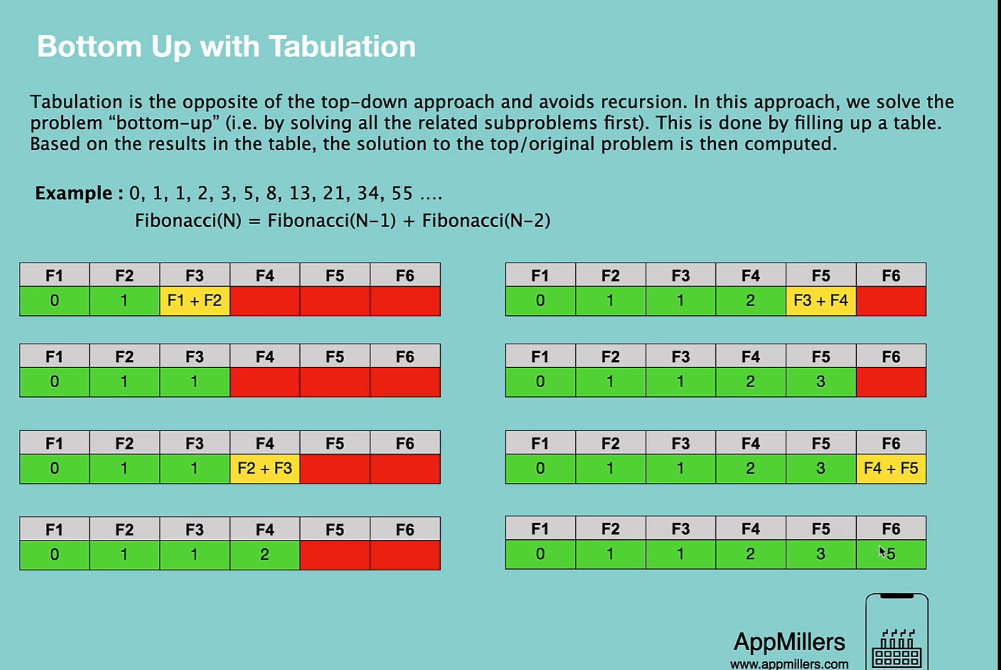 Bottom Up with Tabulation
Tabulation is the opposite of the top-down approach and avoids recursion. In this approach, we solve the
problem “bottom-up” (i.e. by solving all the related subproblems first). This is done by filling up a table.
Based on the results in the table, the solution to the top/original problem is then computed.
Example : 0, 1, 1, 2, 3, 5, 8, 13, 21, 34, 55 ....
Fibonacci(N) = Fibonacci(N-1) + Fibonacci(N-2)
F1 F2 F3 F4 F5 F6
0 1 F1 + F2
F1 F2 F3 F4 F5 F6
0 1 1
F1 F2 F3 F4 F5 F6
0 1 1 F2 + F3
F1 F2 F3 F4 F5 F6
0 1 1 2
F1 F2 F3 F4 F5 F6
0 1 1 2 F3 + F4
F1 F2 F3 F4 F5 F6
0 1 1 2 3
F1 F2 F3 F4 F5 F6
0 1 1 2 3 F4 + F5
F1 F2 F3 F4 F5 F6
0 1 1 2 3 5
AppMillers
www.appmillers.com